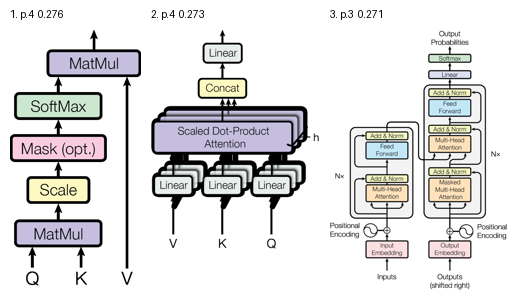 1. p.4 0.276
MatMul
SoftMax
Mask (opt.)
Scale
MatMul
Q K V
2. p.4 0.273
Linear
Concat
Scaled Dot-Product
Attention
h
Linear Linear Linear
V K Q
3. p.3 0.271
Output
Probabilities
Softmax
Linear
Add & Norm
Feed
Forward
Add & Norm
Multi-Head
Attention
Add & Norm
Masked
Multi-Head
Attention
Nx
Add & Norm
Feed
Forward
Add & Norm
Multi-Head
Attention
Nx
Positional
Encoding
Positional
Encoding
Input
Embedding
Output
Embedding
Inputs
Outputs
(shifted right)